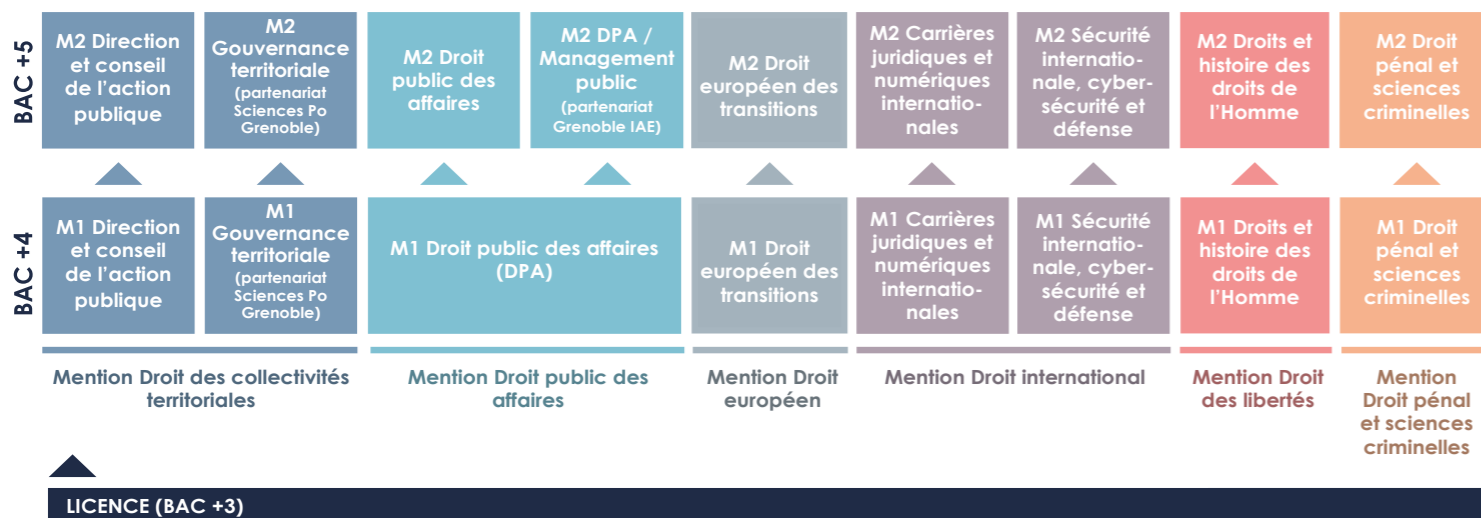 BAC +5
M2 Direction
et conseil
de l'action
publique
M2
Gouvernance
territoriale
(partenariat
Sciences Po
Grenoble)
M2 Droit
public des
affaires
M2 DPA /
Management
public
(partenariat
Grenoble IAE)
M2 Droit
européen des
transitions
M2 Carrières
juridiques et
numériques
internatio-
nales
M2 Sécurité
internatio-
nale, cyber-
sécurité et
défense
M2 Droits et
histoire des
droits de
l'Homme
M2 Droit
pénal et
sciences
criminelles
BAC +4
M1 Direction
et conseil
de l'action
publique
M1
Gouvernance
territoriale
(partenariat
Sciences Po
Grenoble)
M1 Droit public des affaires
(DPA)
M1 Droit
européen des
transitions
M1 Carrières
juridiques et
numériques
internatio-
nales
M1 Sécurité
internatio-
nale, cyber-
sécurité et
défense
M1 Droits et
histoire des
droits de
l'Homme
M1 Droit
pénal et
sciences
criminelles
Mention Droit des collectivités
territoriales
Mention Droit public des
affaires
Mention Droit
européen
Mention Droit international
Mention Droit
des libertés
Mention
Droit pénal
et sciences
criminelles
LICENCE (BAC +3)